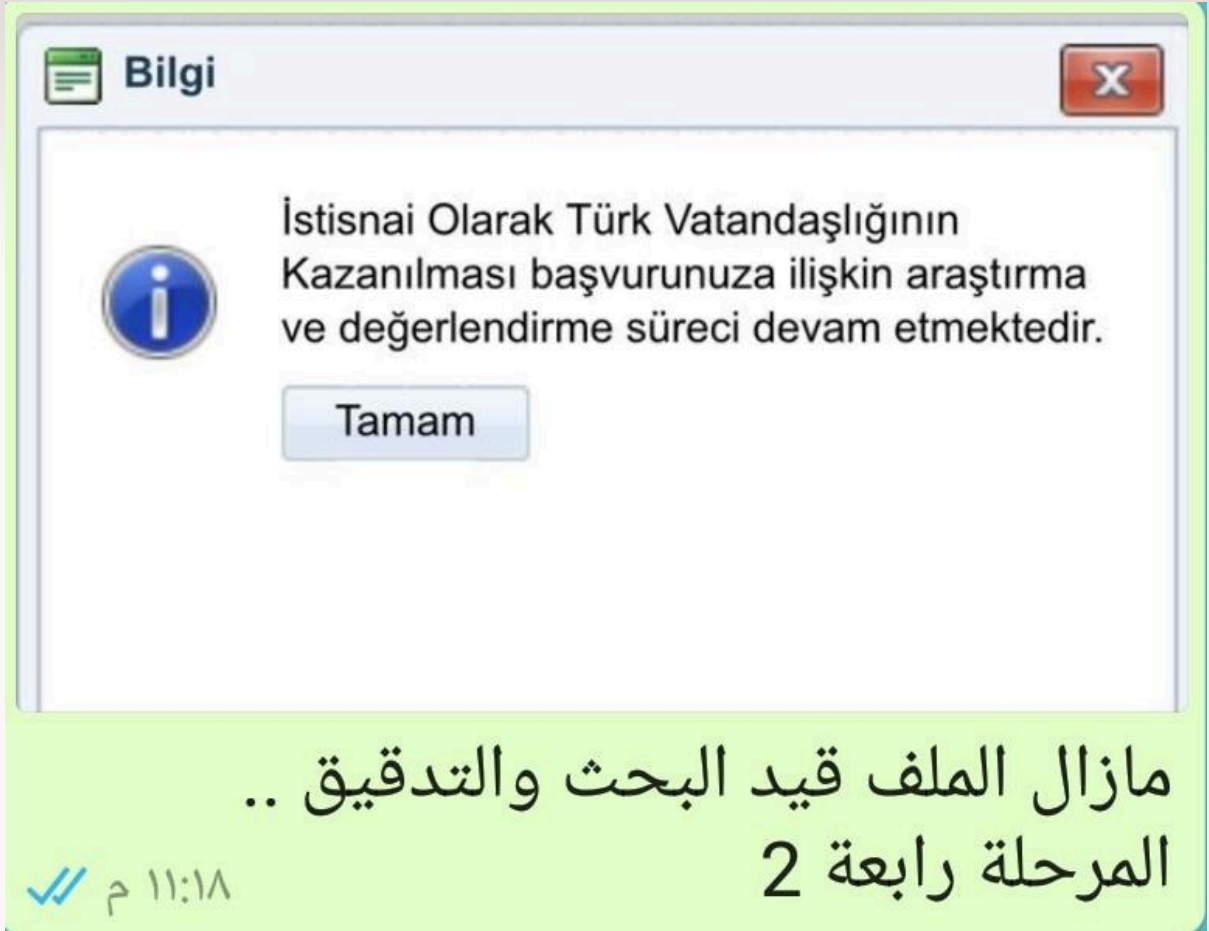 Bilgi
İstisnai Olarak Türk Vatandaşlığının
Kazanılması başvurunuza ilişkin araştırma
ve değerlendirme süreci devam etmektedir.
Tamam
مازال الملف قيد البحث والتدقيق ..
المرحلة رابعة 2
١١:١٨ م